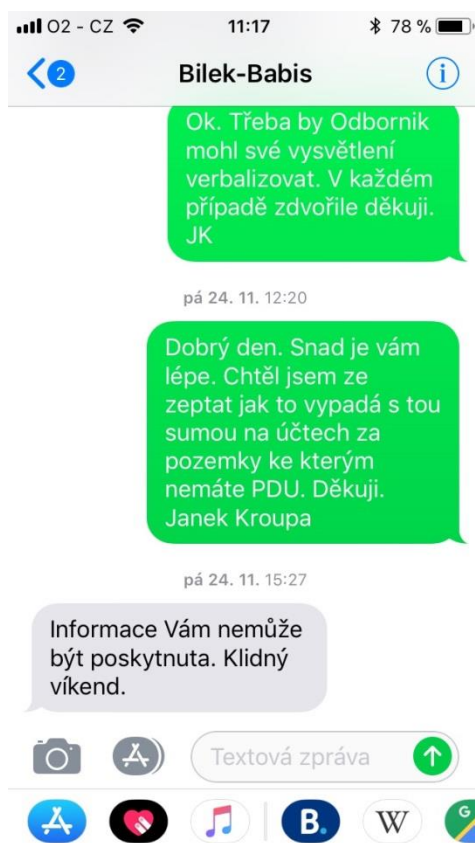 O2 - CZ 11:17 78 %
2 Bilek-Babis i
Ok. Třeba by Odbornik
mohl své vysvětlení
verbalizovat. V každém
případě zdvořile děkuji.
JK
pá 24. 11. 12:20
Dobrý den. Snad je vám
lépe. Chtěl jsem ze
zeptat jak to vypadá s tou
sumou na účtech za
pozemky ke kterým
nemáte PDU. Děkuji.
Janek Kroupa
pá 24. 11. 15:27
Informace Vám nemůže
být poskytnuta. Klidný
víkend.
Textová zpráva
B. W G